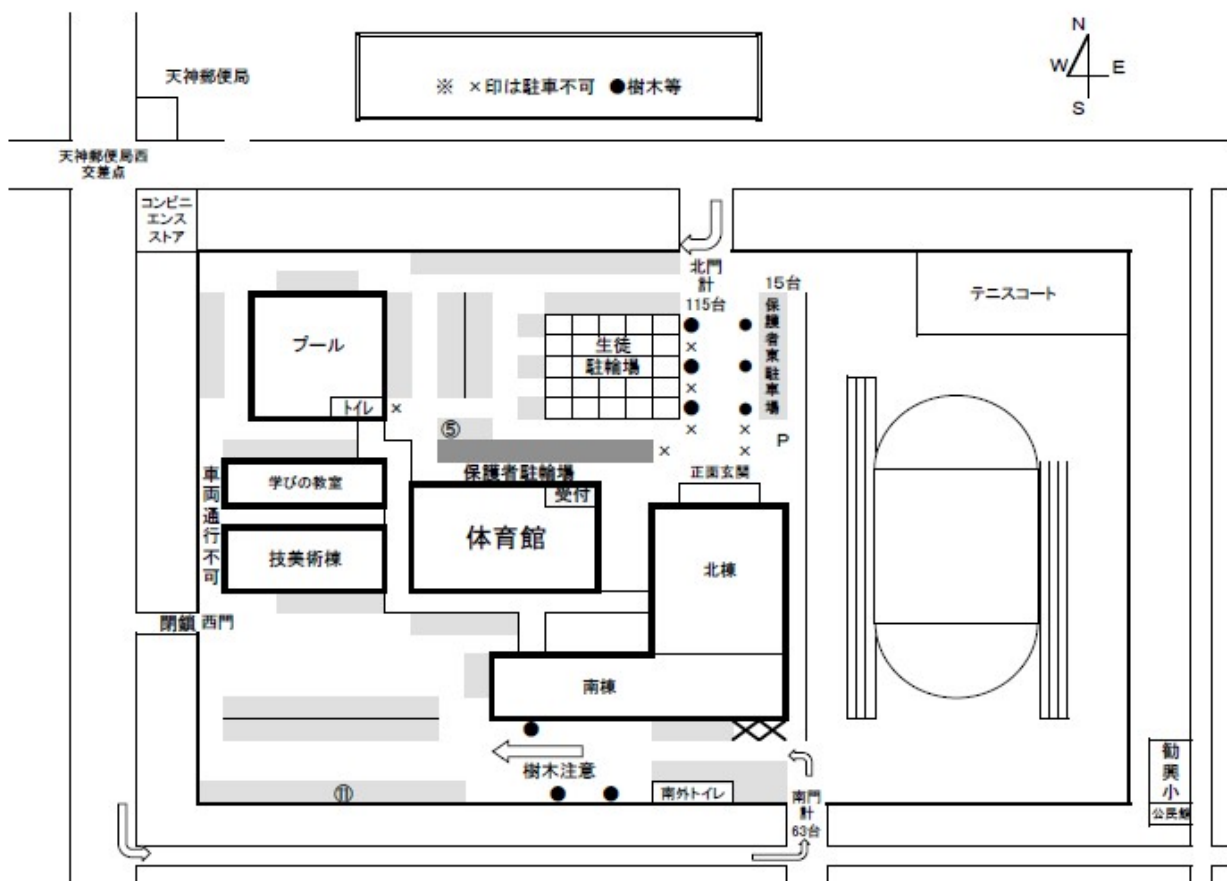 天神郵便局
※ ×印は駐車不可 ●樹木等
N
W E
S
天神郵便局西
交差点
コンビニ
エンス
ストア
北門
計
115台
15台
保護者東駐車場
テニスコート
プール
生徒
駐輪場
トイレ
×
×
×
×
×
×
×
P
⑤
保護者駐輪場
受付
正面玄関
車両通行不可
学びの教室
体育館
技美術棟
北棟
閉鎖 西門
南棟
樹木注意
⑪
南外トイレ
南門
計
63台
勧興小
公民館